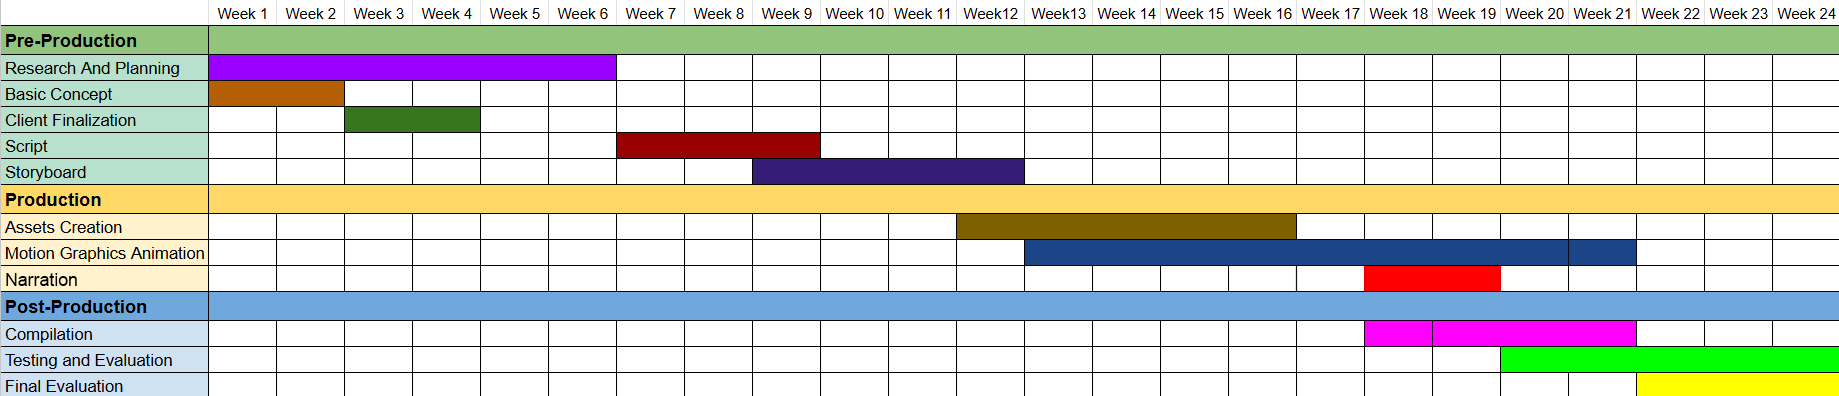 Week 1 Week 2 Week 3 Week 4 Week 5 Week 6 Week 7 Week 8 Week 9 Week 10 Week 11 Week12 Week13 Week 14 Week 15 Week 16 Week 17 Week 18 Week 19 Week 20 Week 21 Week 22 Week 23 Week 24
Pre-Production
Research And Planning
Basic Concept
Client Finalization
Script
Storyboard
Production
Assets Creation
Motion Graphics Animation
Narration
Post-Production
Compilation
Testing and Evaluation
Final Evaluation